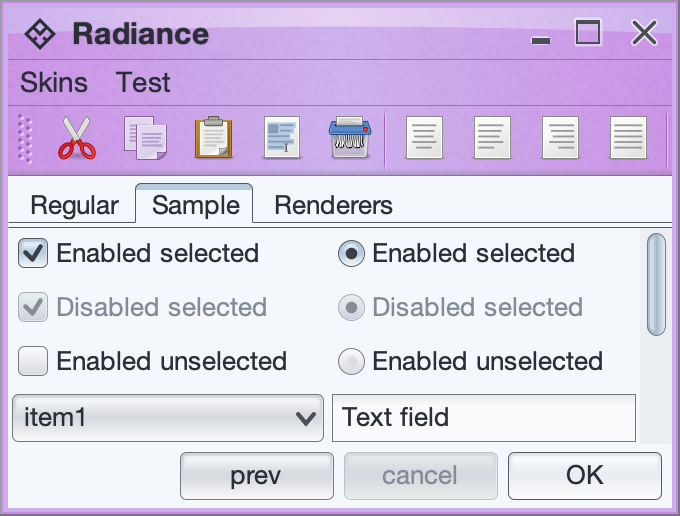 Radiance
Skins Test
Regular Sample Renderers
Enabled selected Enabled selected
Disabled selected Disabled selected
Enabled unselected Enabled unselected
item1 Text field
prev cancel OK